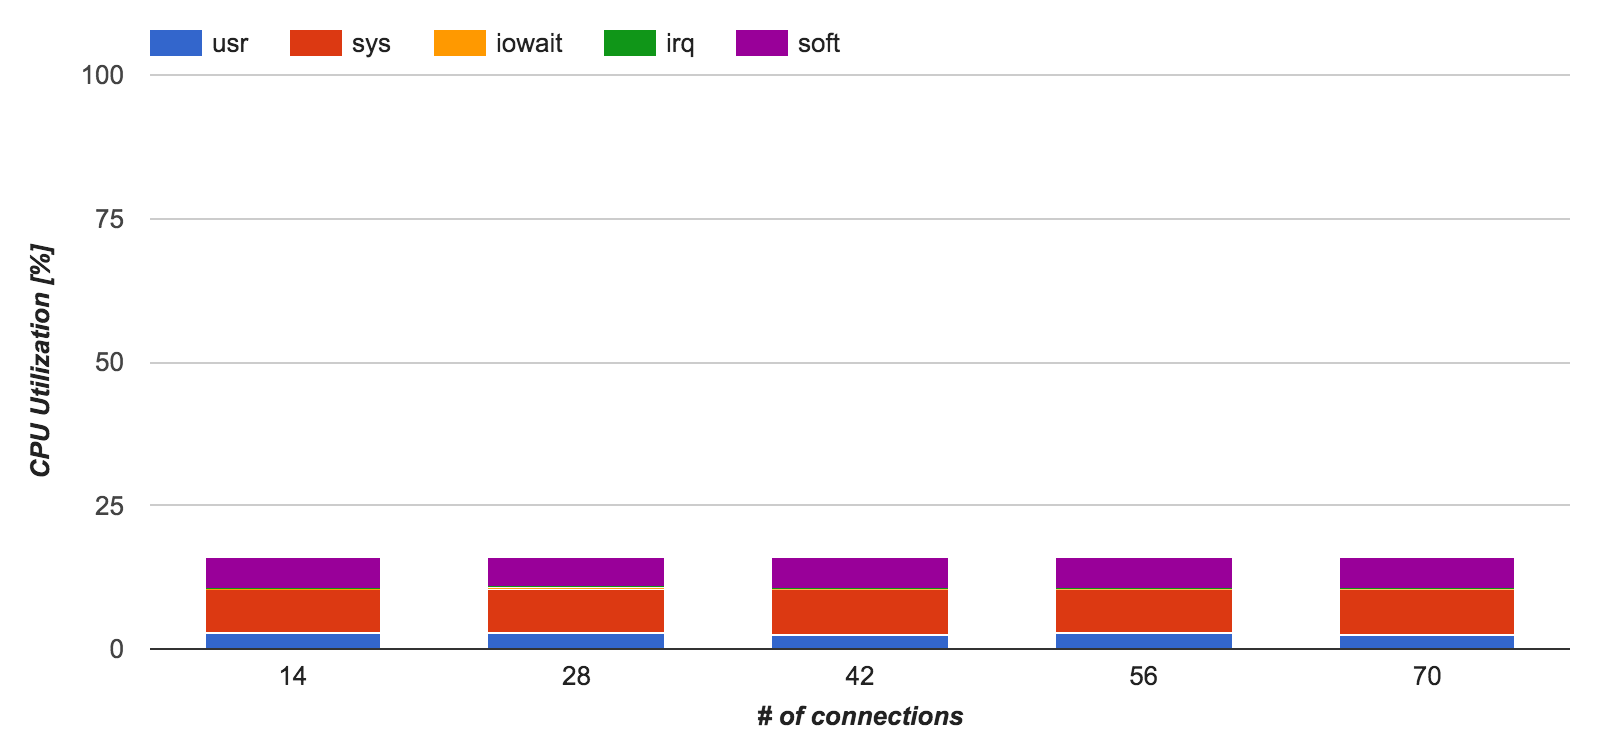 usr sys iowait irq soft
100
75
50
25
0
CPU Utilization [%]
14 28 42 56 70
# of connections